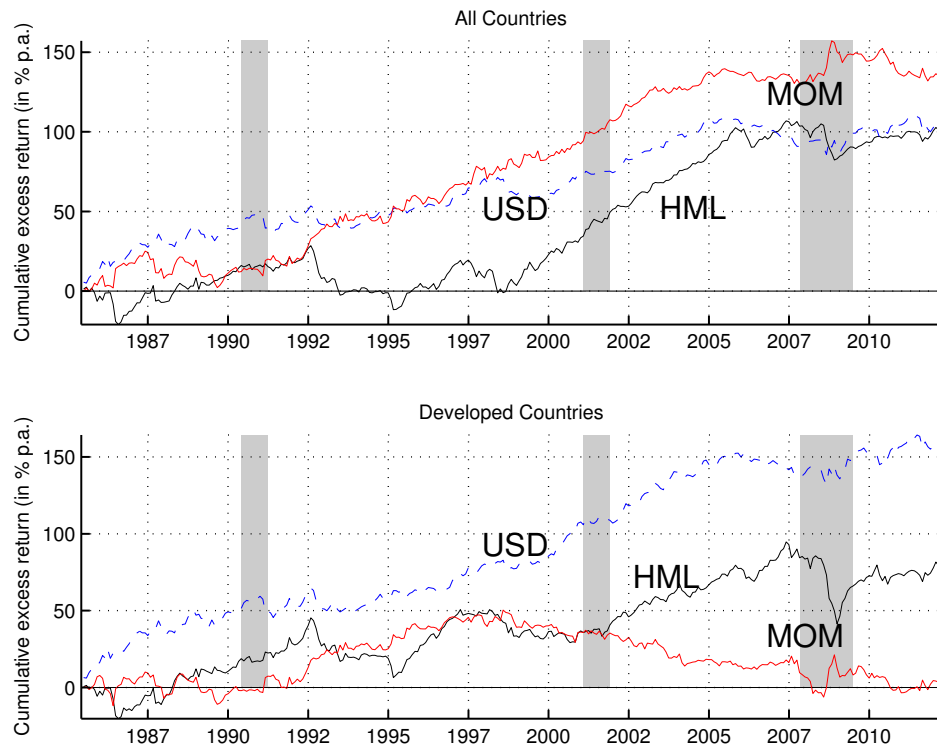 All Countries
Cumulative excess return (in % p.a.)
150
100
50
0
MOM
USD
HML
1987 1990 1992 1995 1997 2000 2002 2005 2007 2010
Developed Countries
Cumulative excess return (in % p.a.)
150
100
50
0
USD
HML
MOM
1987 1990 1992 1995 1997 2000 2002 2005 2007 2010